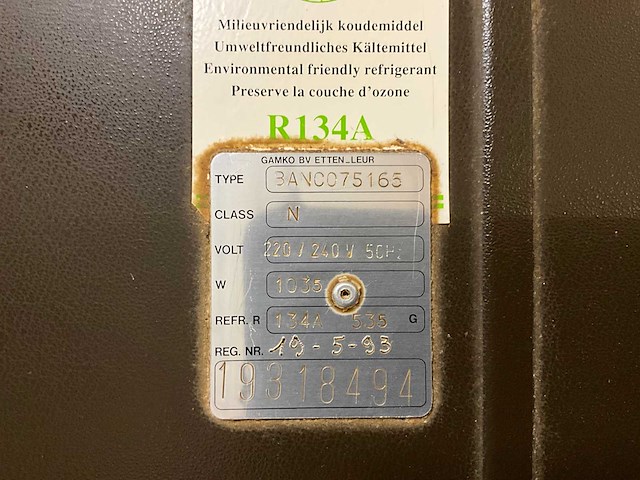 Milieuvriendelijk koudemiddel
Umweltfreundliches Kältemittel
Environmental friendly refrigerant
Preserve la couche d'ozone
R134A
GAMKO BV ETTEN-LEUR
TYPE 3ANC075165
CLASS N
VOLT 220 / 240 V 50Hz
W 1035
REFR. R 134A 535 G
REG. NR. 19-5-93
19318494